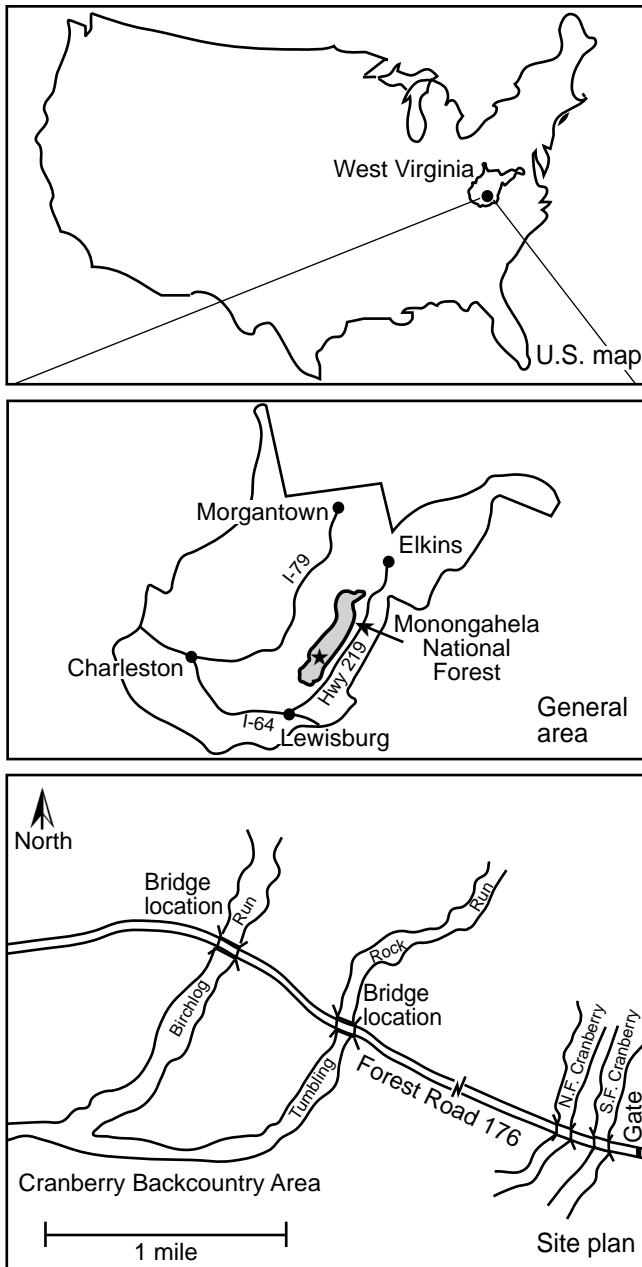 West Virginia
U.S. map
Morgantown
Elkins
I-79
Monongahela
National
Forest
Charleston
Hwy 219
I-64
Lewisburg
General
area
North
Bridge
location
Run
Birchlog
Run
Rock
Bridge
location
Tumbling
Forest Road 176
N.F. Cranberry
S.F. Cranberry
Gate
Cranberry Backcountry Area
1 mile
Site plan